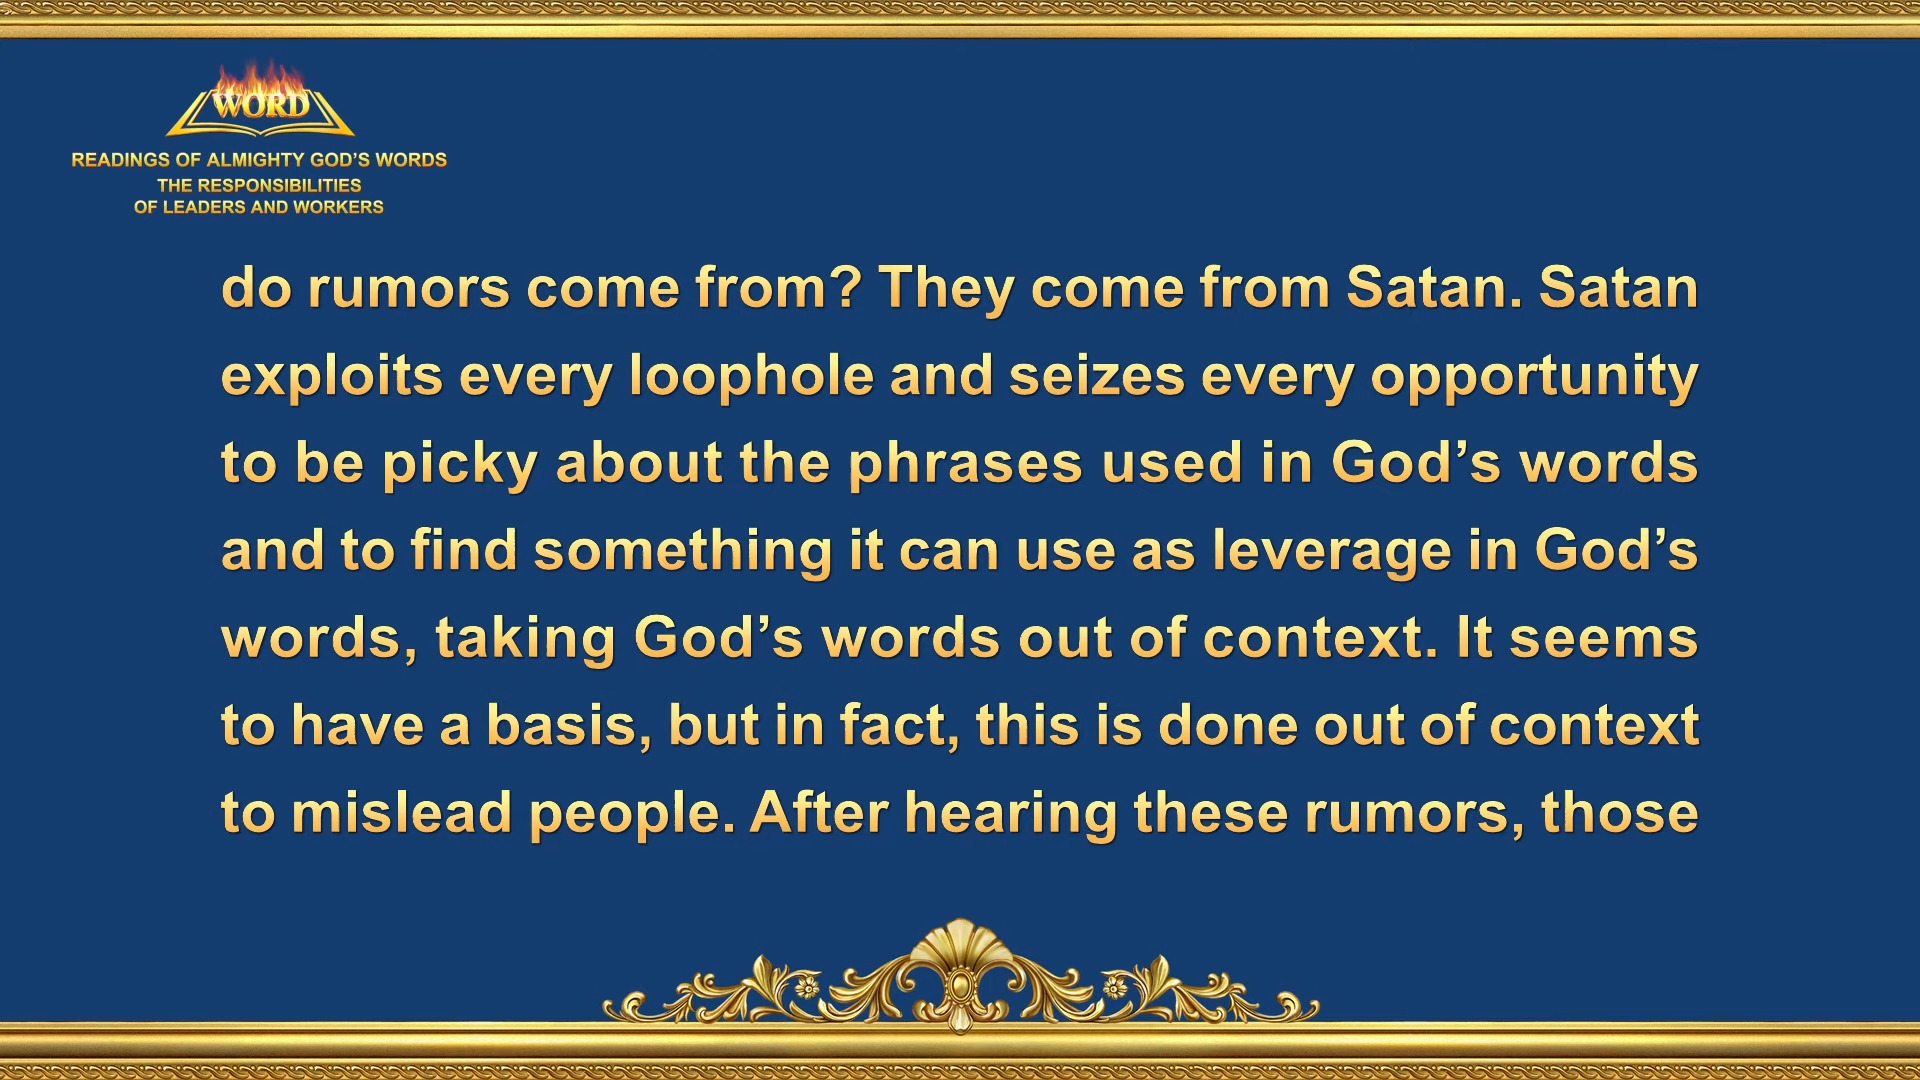 WORD
READINGS OF ALMIGHTY GOD’S WORDS
THE RESPONSIBILITIES
OF LEADERS AND WORKERS
do rumors come from? They come from Satan. Satan
exploits every loophole and seizes every opportunity
to be picky about the phrases used in God’s words
and to find something it can use as leverage in God’s
words, taking God’s words out of context. It seems
to have a basis, but in fact, this is done out of context
to mislead people. After hearing these rumors, those